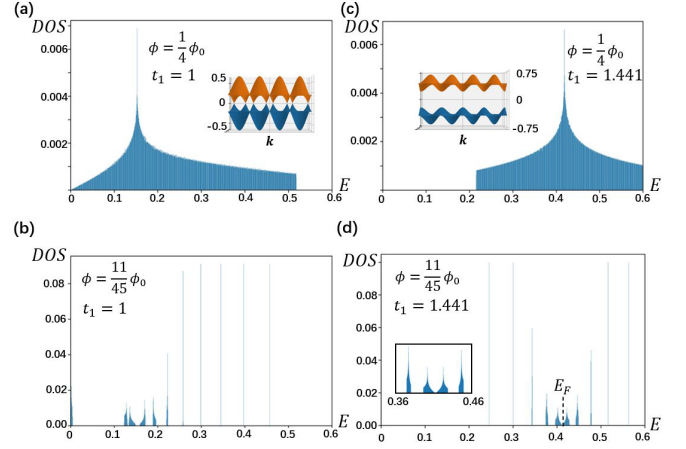 (a)
DOS
0.006
0.004
0.002
0
0.1
0.2
0.3
0.4
0.5
0.6
E
ϕ = 1/4 ϕ₀
t₁ = 1
0.5
0
-0.5
k
(c)
DOS
0.006
0.004
0.002
0
0.1
0.2
0.3
0.4
0.5
0.6
E
ϕ = 1/4 ϕ₀
t₁ = 1.441
0.75
0
-0.75
k
(b)
DOS
0.08
0.06
0.04
0.02
0.00
0
0.1
0.2
0.3
0.4
0.5
0.6
E
ϕ = 11/45 ϕ₀
t₁ = 1
(d)
DOS
0.10
0.08
0.06
0.04
0.02
0.00
0
0.1
0.2
0.3
0.4
0.5
0.6
E
ϕ = 11/45 ϕ₀
t₁ = 1.441
0.36
0.46
E_F